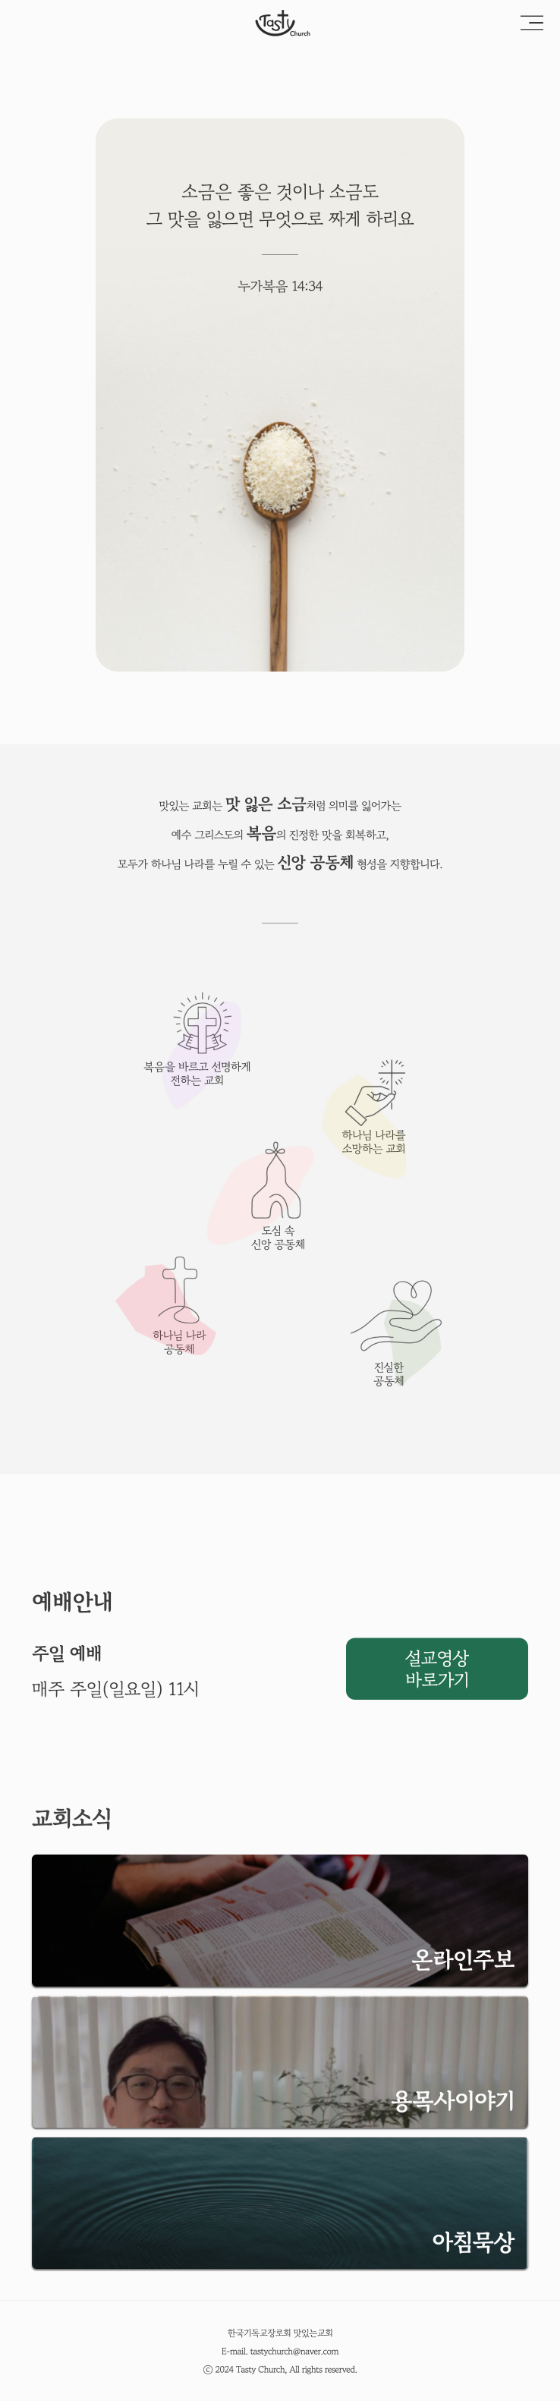 Tasty
Church
소금은 좋은 것이나 소금도
그 맛을 잃으면 무엇으로 짜게 하리요
누가복음 14:34
맛있는 교회는 맛 잃은 소금처럼 의미를 잃어가는
예수 그리스도의 복음의 진정한 맛을 회복하고,
모두가 하나님 나라를 누릴 수 있는 신앙 공동체 형성을 지향합니다.
복음을 바르고 선명하게
전하는 교회
하나님 나라를
소망하는 교회
도심 속
신앙 공동체
하나님 나라
공동체
진실한
공동체
예배안내
주일 예배
매주 주일(일요일) 11시
설교영상
바로가기
교회소식
온라인주보
용목사이야기
아침묵상
한국기독교장로회 맛있는교회
E-mail. tastychurch@naver.com
ⓒ 2024 Tasty Church, All rights reserved.